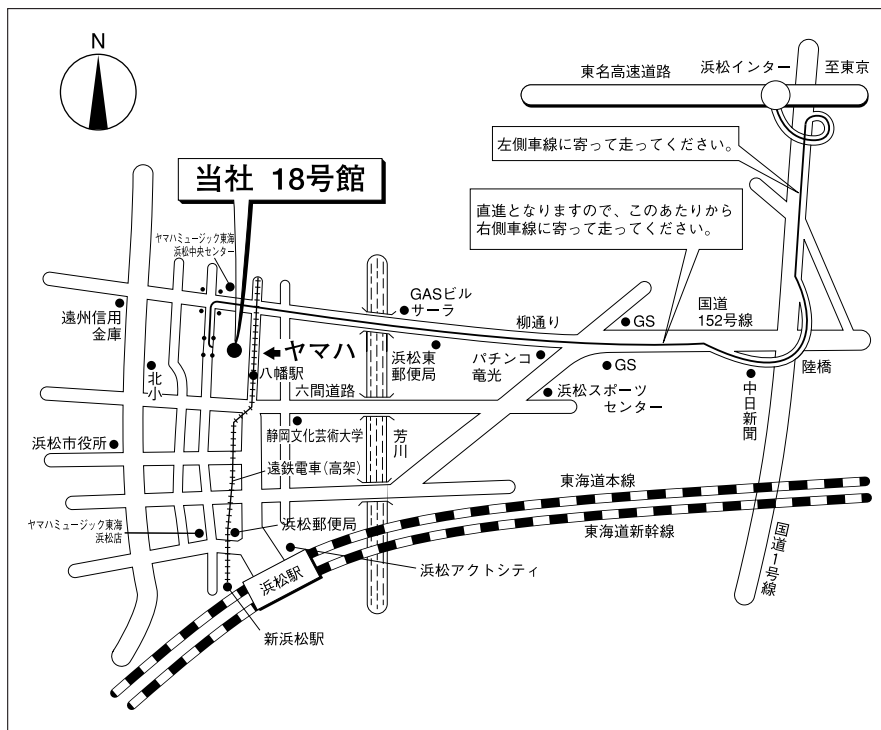 N
東名高速道路
浜松インター
至東京
左側車線に寄って走ってください。
当社 18号館
直進となりますので、このあたりから
右側車線に寄って走ってください。
ヤマハミュージック東海
浜松中央センター
GASビル
サーラ
国道
152号線
柳通り
GS
遠州信用
金庫
ヤマハ
浜松東
郵便局
パチンコ
竜光
GS
陸橋
北小
八幡駅
六間道路
浜松スポーツ
センター
中日新聞
浜松市役所
静岡文化芸術大学
芳川
遠鉄電車(高架)
東海道本線
ヤマハミュージック東海
浜松店
浜松郵便局
東海道新幹線
国道1号線
浜松駅
浜松アクトシティ
新浜松駅